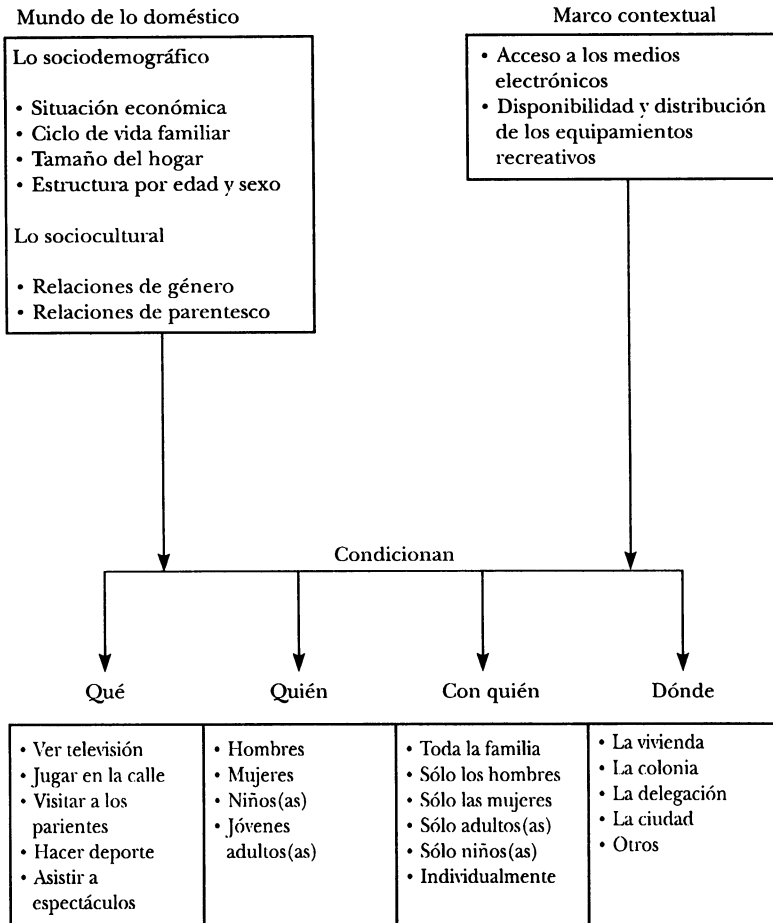 Mundo de lo doméstico
Lo sociodemográfico
• Situación económica
• Ciclo de vida familiar
• Tamaño del hogar
• Estructura por edad y sexo
Lo sociocultural
• Relaciones de género
• Relaciones de parentesco
Marco contextual
• Acceso a los medios
electrónicos
• Disponibilidad y distribución
de los equipamientos
recreativos
Condicionan
Qué
• Ver televisión
• Jugar en la calle
• Visitar a los
parientes
• Hacer deporte
• Asistir a
espectáculos
Quién
• Hombres
• Mujeres
• Niños(as)
• Jóvenes
adultos(as)
Con quién
• Toda la familia
• Sólo los hombres
• Sólo las mujeres
• Sólo adultos(as)
• Sólo niños(as)
• Individualmente
Dónde
• La vivienda
• La colonia
• La delegación
• La ciudad
• Otros